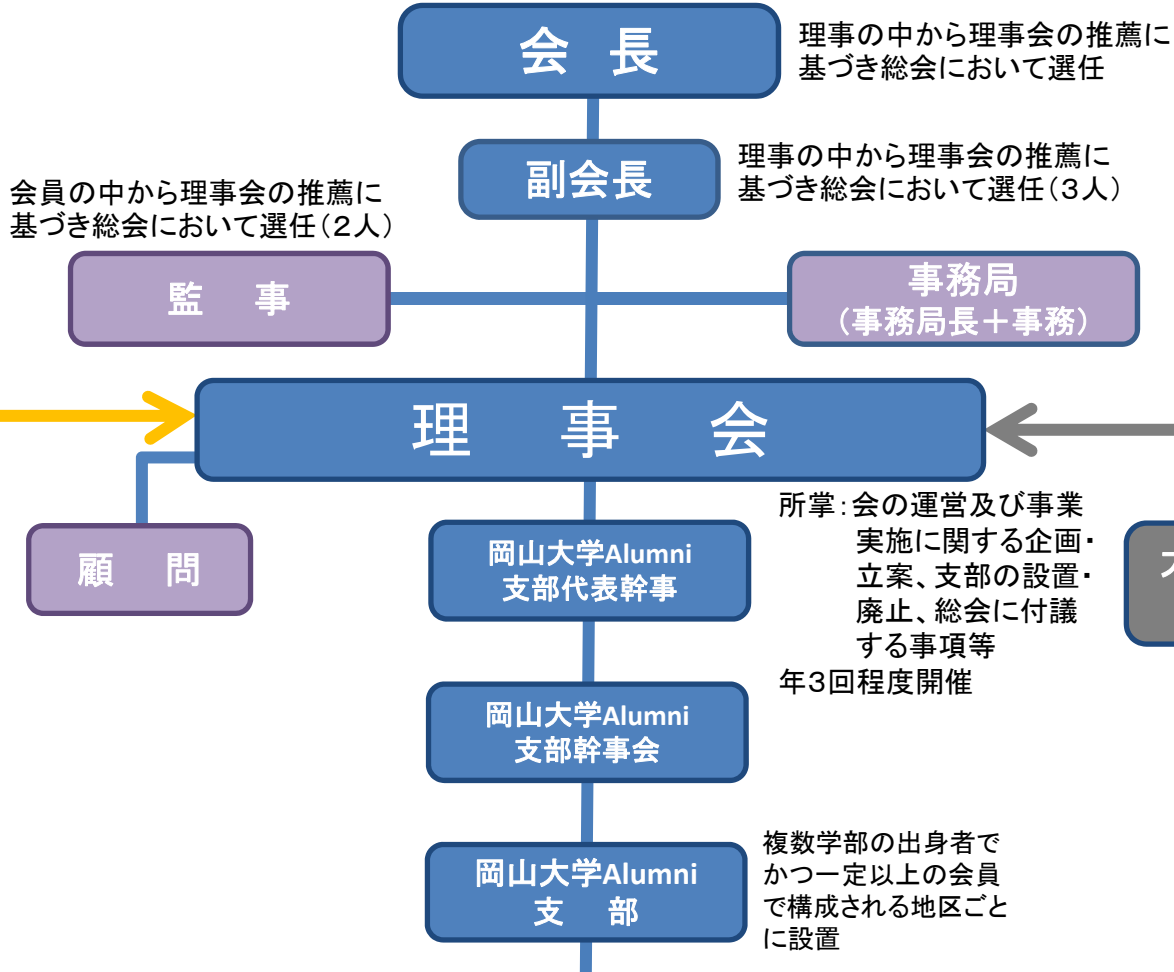 会 長
理事の中から理事会の推薦に
基づき総会において選任
副会長
理事の中から理事会の推薦に
基づき総会において選任(3人)
会員の中から理事会の推薦に
基づき総会において選任(2人)
監 事
事務局
(事務局長+事務)
理 事 会
顧 問
岡山大学Alumni
支部代表幹事
所掌:会の運営及び事業
実施に関する企画・
立案、支部の設置・
廃止、総会に付議
する事項等
年3回程度開催
岡山大学Alumni
支部幹事会
岡山大学Alumni
支 部
複数学部の出身者で
かつ一定以上の会員
で構成される地区ごと
に設置